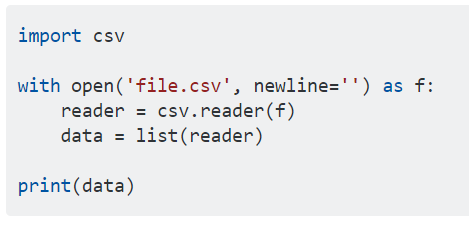 import csv

with open('file.csv', newline='') as f:
    reader = csv.reader(f)
    data = list(reader)

print(data)